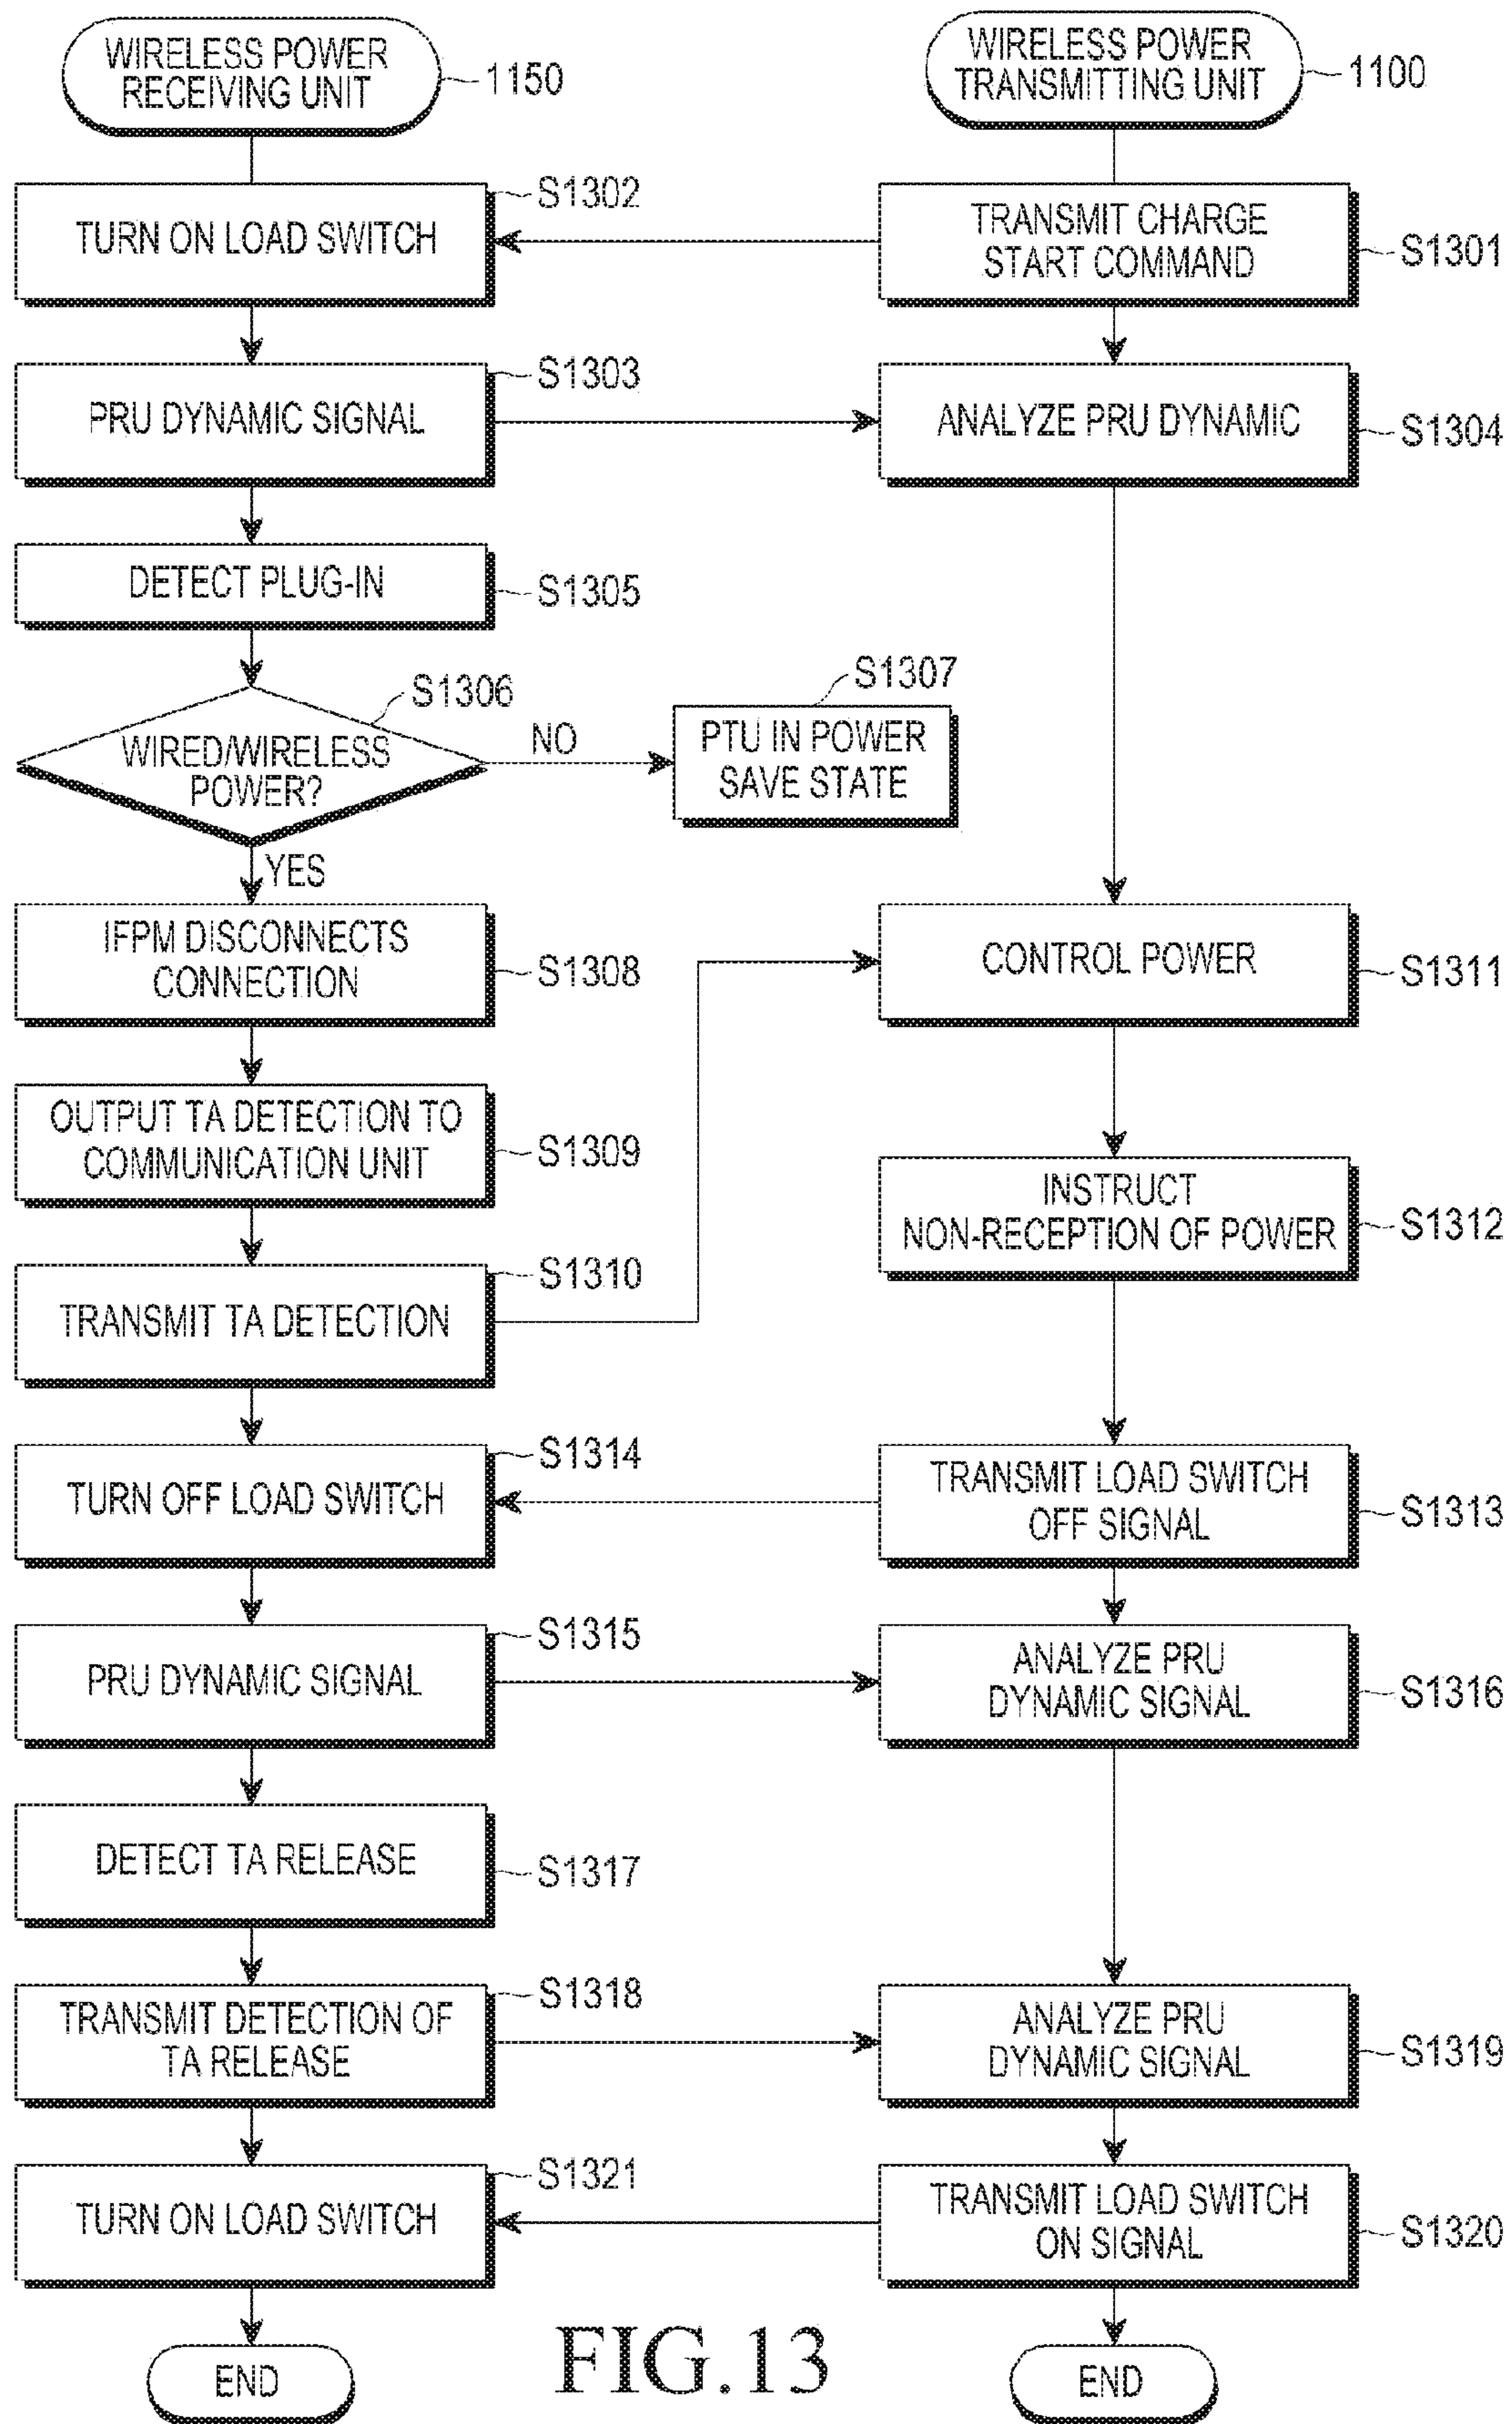 WIRELESS POWER
RECEIVING UNIT
1150
WIRELESS POWER
TRANSMITTING UNIT
1100
S1302
TURN ON LOAD SWITCH
TRANSMIT CHARGE
START COMMAND
S1301
S1303
PRU DYNAMIC SIGNAL
ANALYZE PRU DYNAMIC
S1304
DETECT PLUG-IN
S1305
S1306
WIRED/WIRELESS
POWER?
NO
S1307
PTU IN POWER
SAVE STATE
YES
IFPM DISCONNECTS
CONNECTION
S1308
CONTROL POWER
S1311
OUTPUT TA DETECTION TO
COMMUNICATION UNIT
S1309
INSTRUCT
NON-RECEPTION OF POWER
S1312
S1310
TRANSMIT TA DETECTION
S1314
TURN OFF LOAD SWITCH
TRANSMIT LOAD SWITCH
OFF SIGNAL
S1313
S1315
PRU DYNAMIC SIGNAL
ANALYZE PRU
DYNAMIC SIGNAL
S1316
DETECT TA RELEASE
S1317
S1318
TRANSMIT DETECTION OF
TA RELEASE
ANALYZE PRU
DYNAMIC SIGNAL
S1319
S1321
TURN ON LOAD SWITCH
TRANSMIT LOAD SWITCH
ON SIGNAL
S1320
END
END
FIG.13